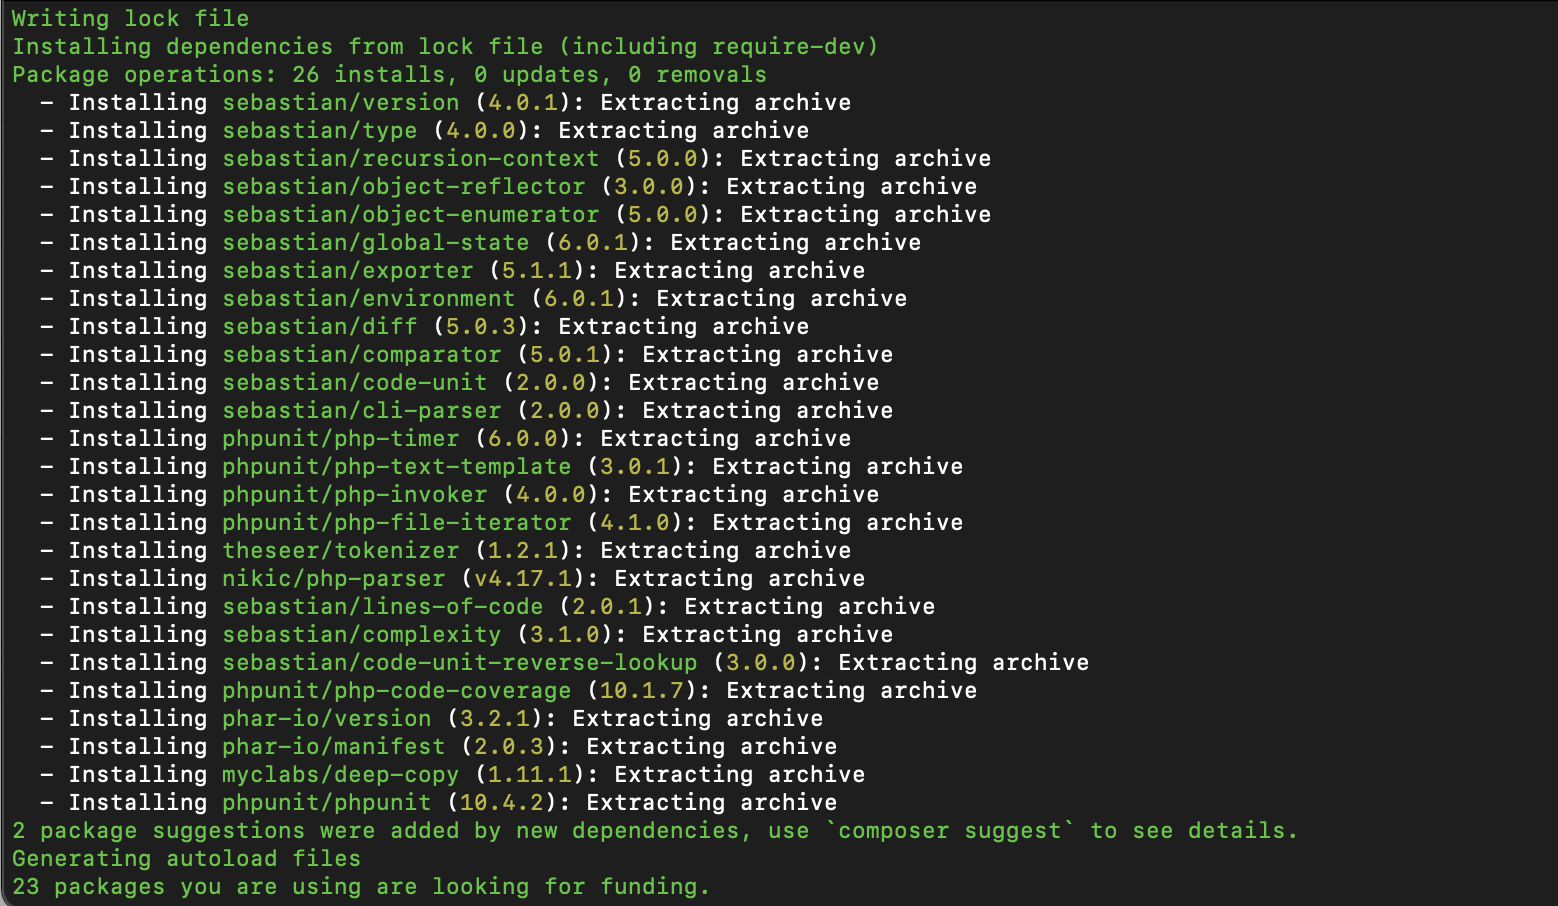 Writing lock file
Installing dependencies from lock file (including require-dev)
Package operations: 26 installs, 0 updates, 0 removals
  - Installing sebastian/version (4.0.1): Extracting archive
  - Installing sebastian/type (4.0.0): Extracting archive
  - Installing sebastian/recursion-context (5.0.0): Extracting archive
  - Installing sebastian/object-reflector (3.0.0): Extracting archive
  - Installing sebastian/object-enumerator (5.0.0): Extracting archive
  - Installing sebastian/global-state (6.0.1): Extracting archive
  - Installing sebastian/exporter (5.1.1): Extracting archive
  - Installing sebastian/environment (6.0.1): Extracting archive
  - Installing sebastian/diff (5.0.3): Extracting archive
  - Installing sebastian/comparator (5.0.1): Extracting archive
  - Installing sebastian/code-unit (2.0.0): Extracting archive
  - Installing sebastian/cli-parser (2.0.0): Extracting archive
  - Installing phpunit/php-timer (6.0.0): Extracting archive
  - Installing phpunit/php-text-template (3.0.1): Extracting archive
  - Installing phpunit/php-invoker (4.0.0): Extracting archive
  - Installing phpunit/php-file-iterator (4.1.0): Extracting archive
  - Installing theseer/tokenizer (1.2.1): Extracting archive
  - Installing nikic/php-parser (v4.17.1): Extracting archive
  - Installing sebastian/lines-of-code (2.0.1): Extracting archive
  - Installing sebastian/complexity (3.1.0): Extracting archive
  - Installing sebastian/code-unit-reverse-lookup (3.0.0): Extracting archive
  - Installing phpunit/php-code-coverage (10.1.7): Extracting archive
  - Installing phar-io/version (3.2.1): Extracting archive
  - Installing phar-io/manifest (2.0.3): Extracting archive
  - Installing myclabs/deep-copy (1.11.1): Extracting archive
  - Installing phpunit/phpunit (10.4.2): Extracting archive
2 package suggestions were added by new dependencies, use `composer suggest` to see details.
Generating autoload files
23 packages you are using are looking for funding.